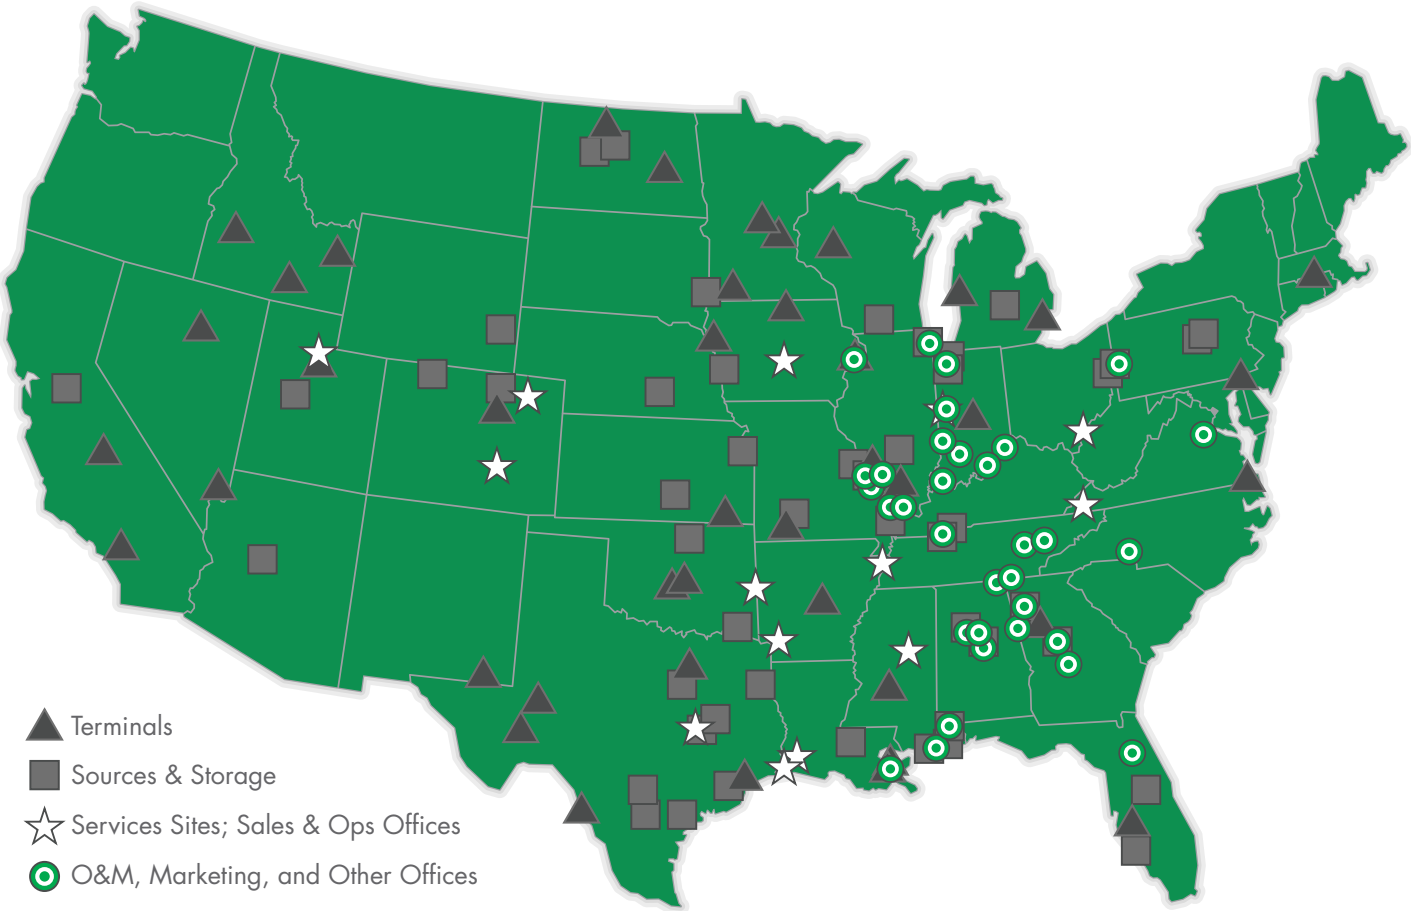 Terminals
Sources & Storage
Services Sites; Sales & Ops Offices
O&M, Marketing, and Other Offices